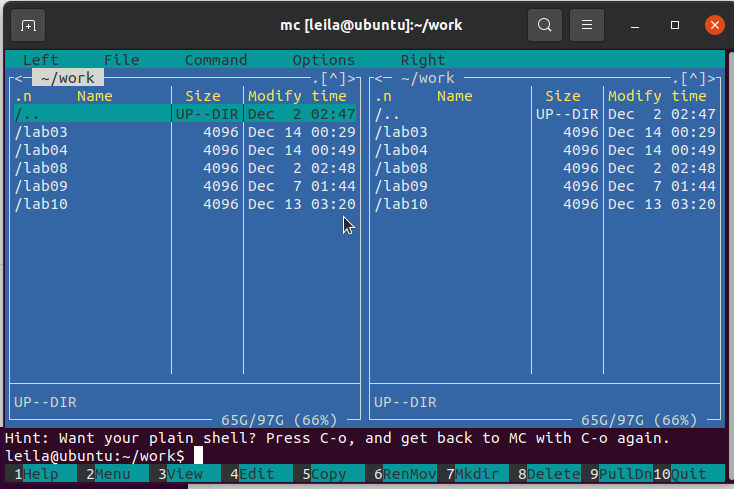 mc [leila@ubuntu]:~/work
Left File Command Options Right
<─ ~/work .[^]> <─ ~/work .[^]>
.n Name Size Modify time .n Name Size Modify time
/.. UP--DIR Dec 2 02:47 /.. UP--DIR Dec 2 02:47
/lab03 4096 Dec 14 00:29 /lab03 4096 Dec 14 00:29
/lab04 4096 Dec 14 00:49 /lab04 4096 Dec 14 00:49
/lab08 4096 Dec 2 02:48 /lab08 4096 Dec 2 02:48
/lab09 4096 Dec 7 01:44 /lab09 4096 Dec 7 01:44
/lab10 4096 Dec 13 03:20 /lab10 4096 Dec 13 03:20
UP--DIR UP--DIR
65G/97G (66%) 65G/97G (66%)
Hint: Want your plain shell? Press C-o, and get back to MC with C-o again.
leila@ubuntu:~/work$
1Help 2Menu 3View 4Edit 5Copy 6RenMov 7Mkdir 8Delete 9PullDn 10Quit